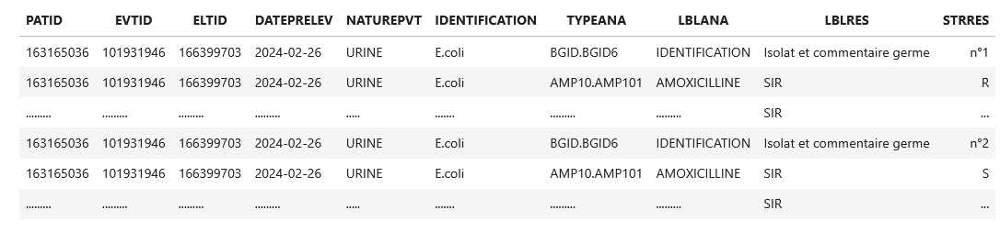 PATID EVTID ELTID DATEPRELEV NATUREPVT IDENTIFICATION TYPEANA LBLANA LBLRES STRRES
163165036 101931946 166399703 2024-02-26 URINE E.coli BGID.BGID6 IDENTIFICATION Isolat et commentaire germe n°1
163165036 101931946 166399703 2024-02-26 URINE E.coli AMP10.AMP101 AMOXICILLINE SIR R
......... ......... ......... ......... ..... ....... ......... ......... SIR ...
163165036 101931946 166399703 2024-02-26 URINE E.coli BGID.BGID6 IDENTIFICATION Isolat et commentaire germe n°2
163165036 101931946 166399703 2024-02-26 URINE E.coli AMP10.AMP101 AMOXICILLINE SIR S
......... ......... ......... ......... ..... ....... ......... ......... SIR ...